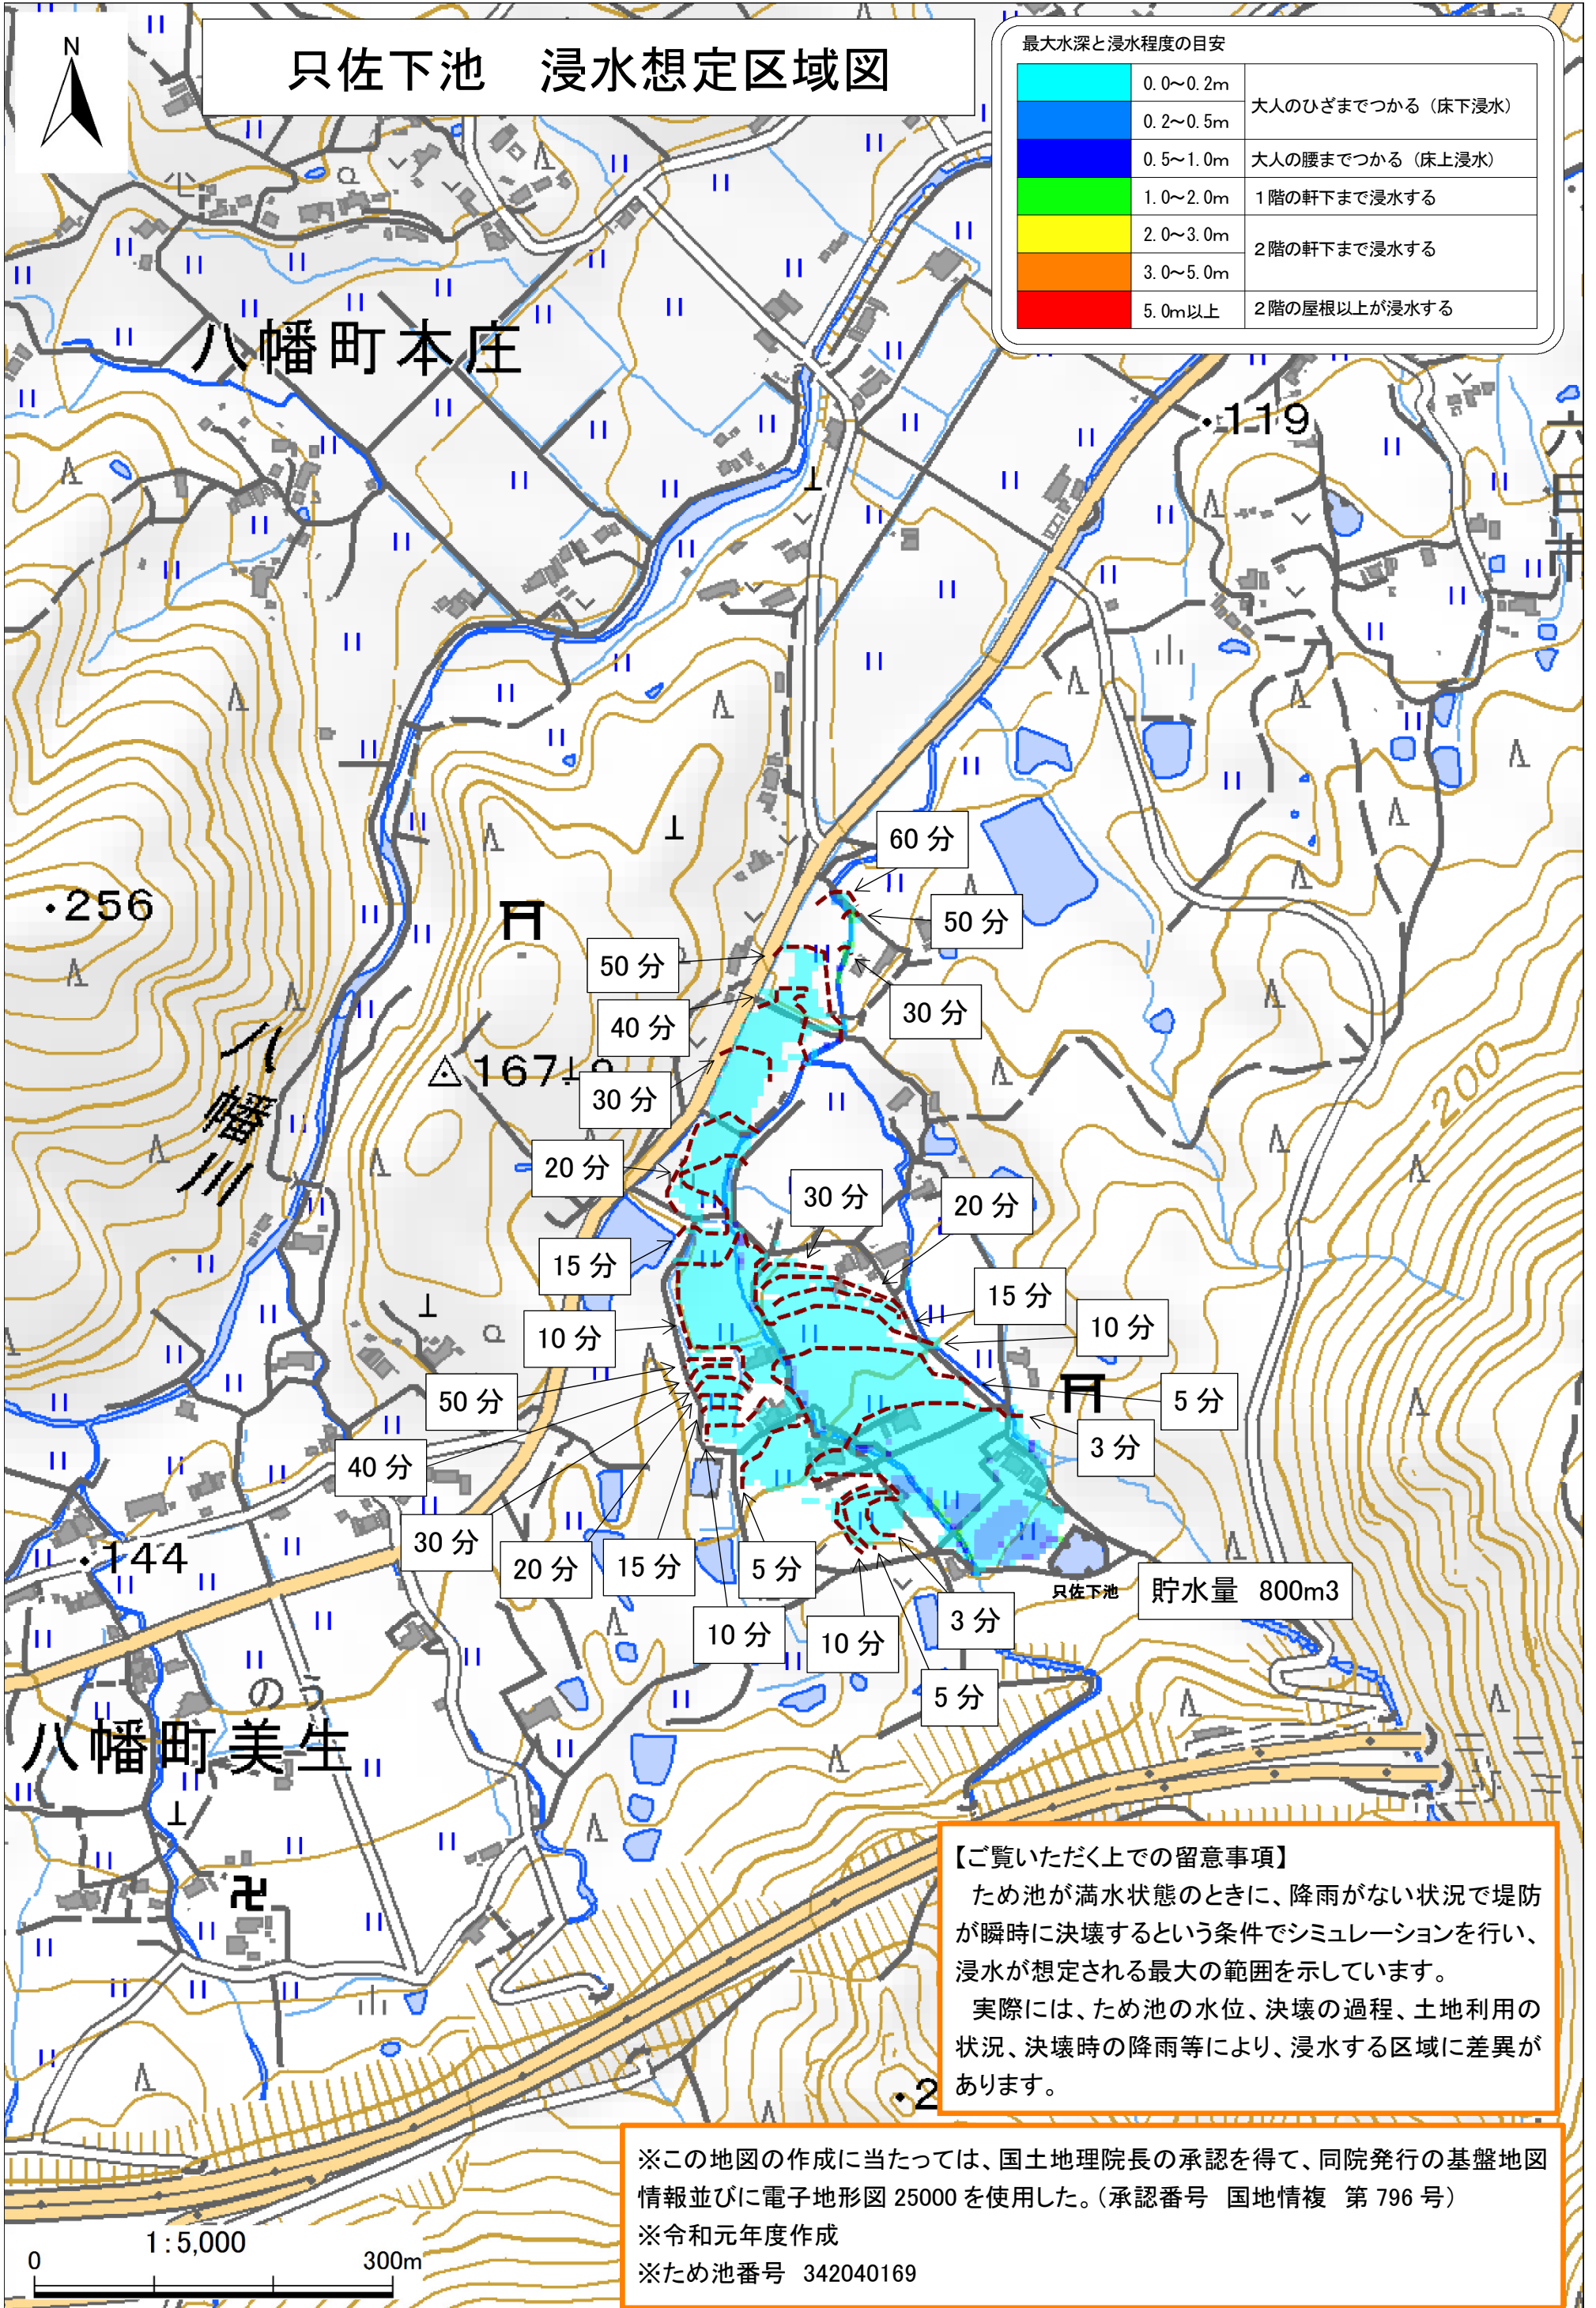 N
只佐下池　浸水想定区域図
最大水深と浸水程度の目安
0.0～0.2m
大人のひざまでつかる（床下浸水）
0.2～0.5m
0.5～1.0m 大人の腰までつかる（床上浸水）
1.0～2.0m 1階の軒下まで浸水する
2.0～3.0m
2階の軒下まで浸水する
3.0～5.0m
5.0m以上 2階の屋根以上が浸水する
八幡町本庄
・119
六日市
60分
・256
50分
50分
30分
40分
八幡川
167
30分
200
20分
30分
20分
15分
15分
10分
10分
50分
5分
3分
40分
30分
・144
20分
15分
5分
只佐下池
貯水量 800m3
3分
10分
10分
5分
のう
八幡町美生
【ご覧いただく上での留意事項】
ため池が満水状態のときに、降雨がない状況で堤防
が瞬時に決壊するという条件でシミュレーションを行い、
浸水が想定される最大の範囲を示しています。
実際には、ため池の水位、決壊の過程、土地利用の
状況、決壊時の降雨等により、浸水する区域に差異が
あります。
※この地図の作成に当たっては、国土地理院長の承認を得て、同院発行の基盤地図
情報並びに電子地形図 25000 を使用した。（承認番号 国地情複 第 796 号）
※令和元年度作成
※ため池番号 342040169
1:5,000
0 300m